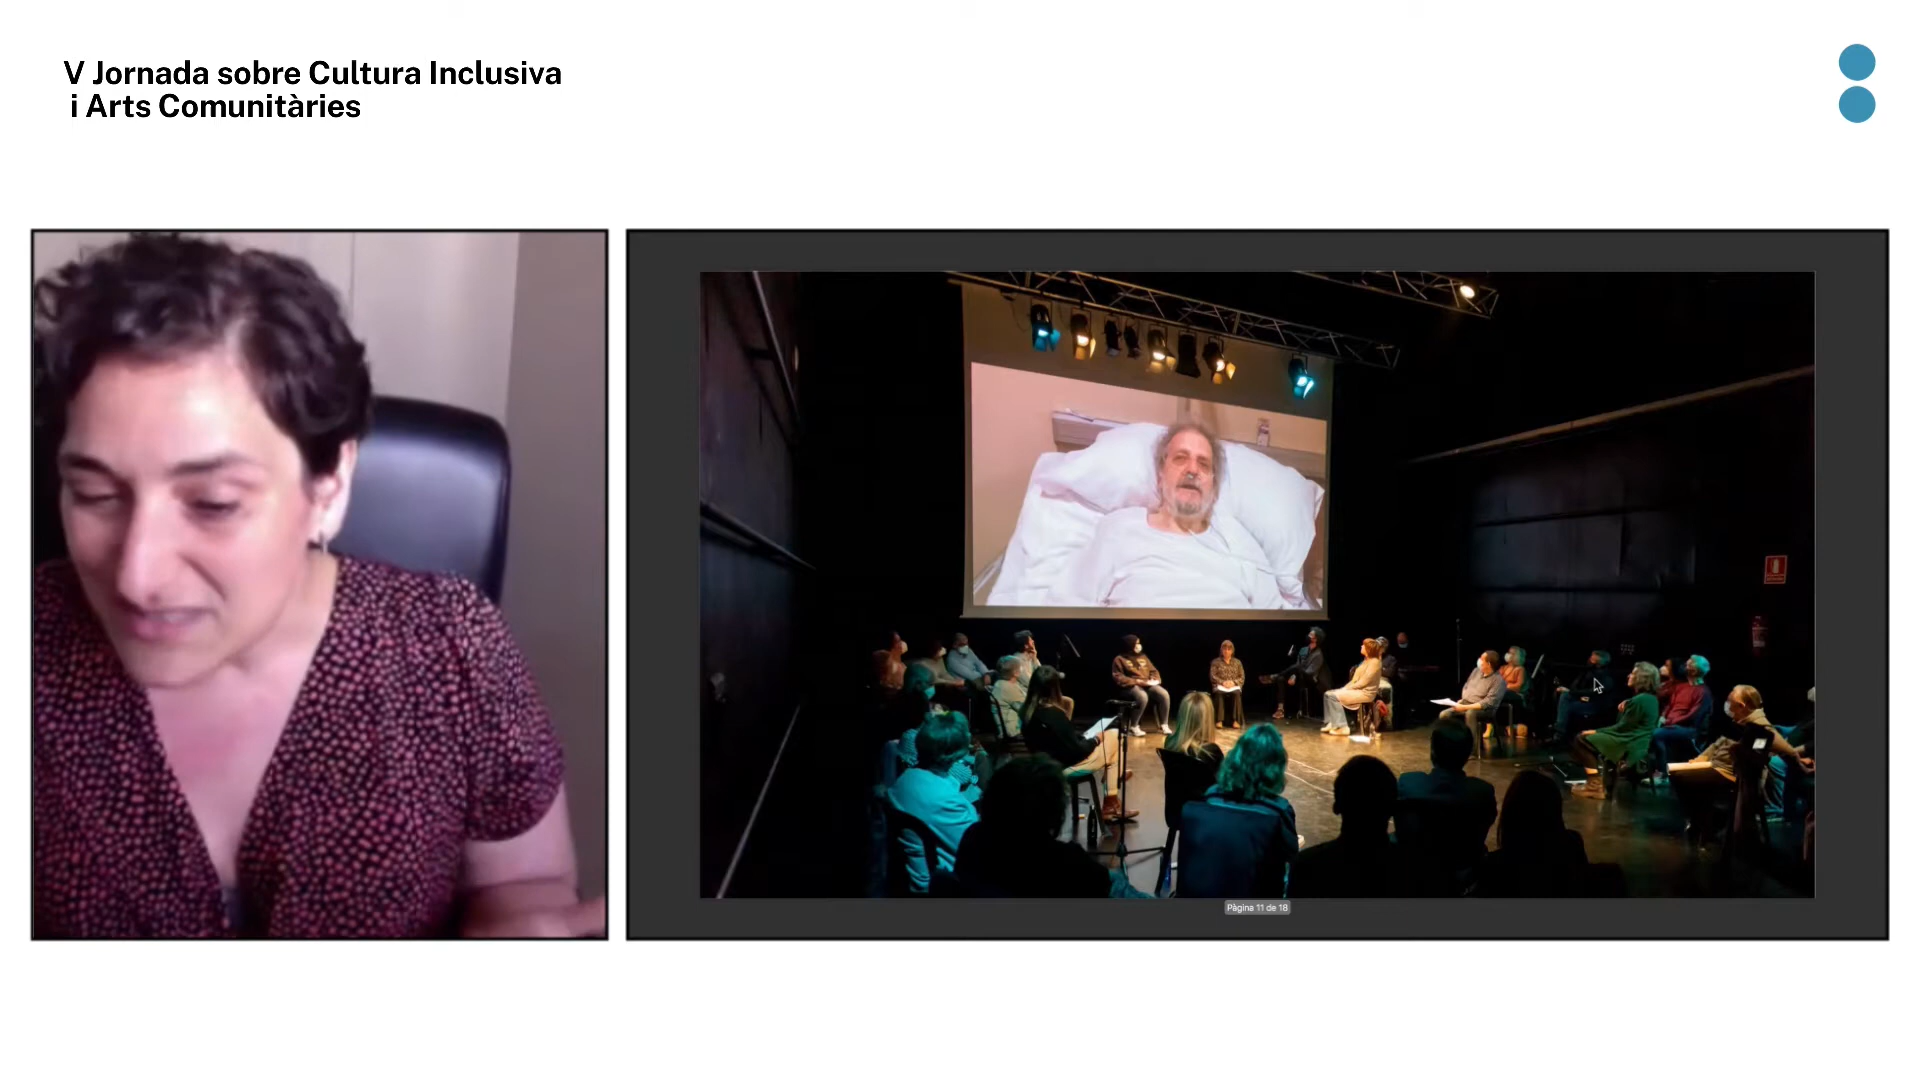 V Jornada sobre Cultura Inclusiva
i Arts Comunitàries
Pàgina 11 de 18